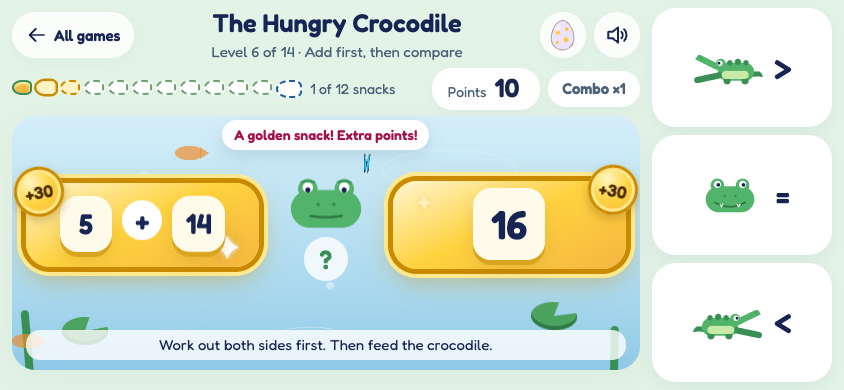 All games
The Hungry Crocodile
Level 6 of 14 · Add first, then compare
1 of 12 snacks
Points 10
Combo ×1
A golden snack! Extra points!
+30
5 + 14
?
16
+30
Work out both sides first. Then feed the crocodile.
>
=
<